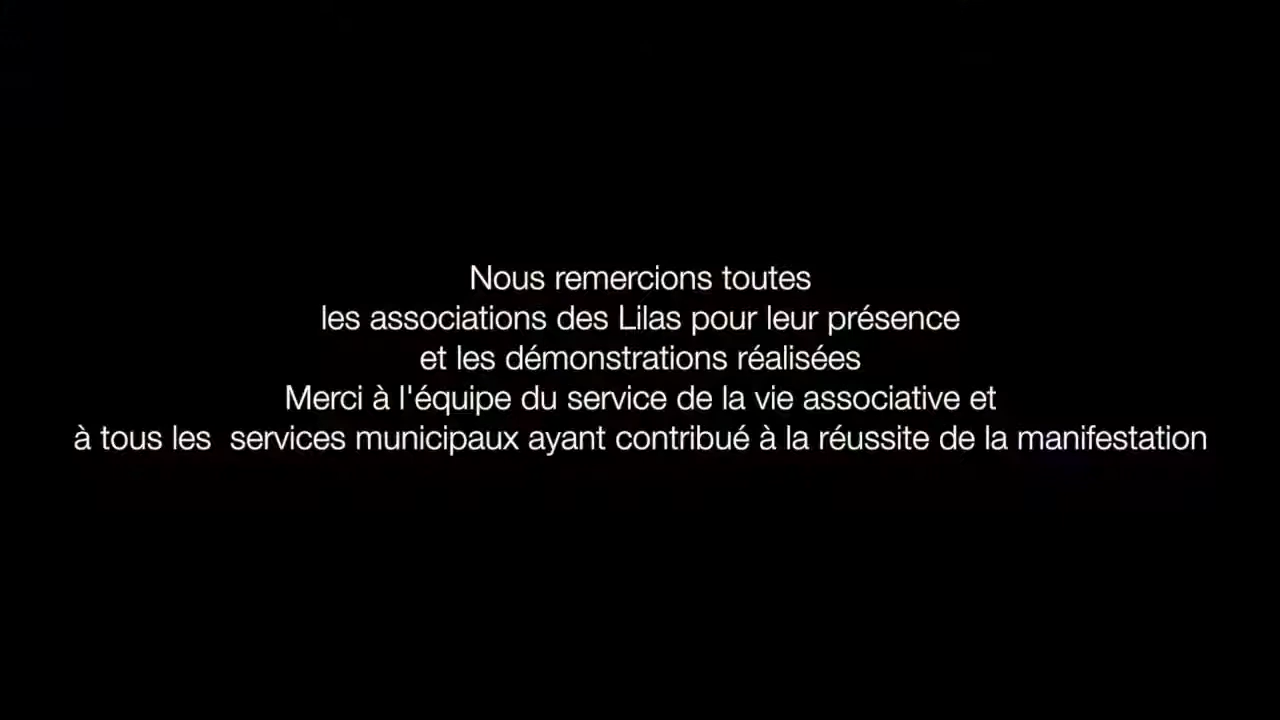 Nous remercions toutes
les associations des Lilas pour leur présence
et les démonstrations réalisées
Merci à l'équipe du service de la vie associative et
à tous les  services municipaux ayant contribué à la réussite de la manifestation